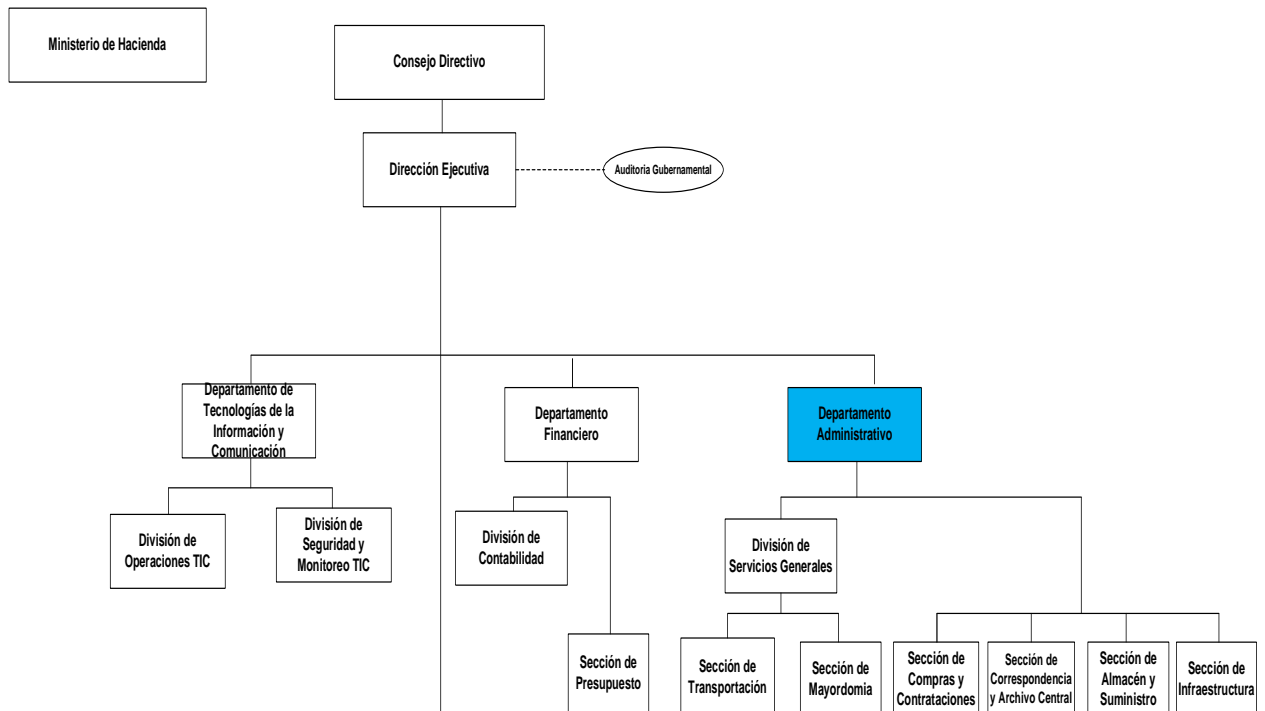 Ministerio de Hacienda
Consejo Directivo
Dirección Ejecutiva
Auditoria Gubernamental
Departamento de
Tecnologías de la
Información y
Comunicación
Departamento
Financiero
Departamento
Administrativo
División de
Operaciones TIC
División de
Seguridad y
Monitoreo TIC
División de
Contabilidad
División de
Servicios Generales
Sección de
Presupuesto
Sección de
Transportación
Sección de
Mayordomia
Sección de
Compras y
Contrataciones
Sección de
Correspondencia
y Archivo Central
Sección de
Almacén y
Suministro
Sección de
Infraestructura